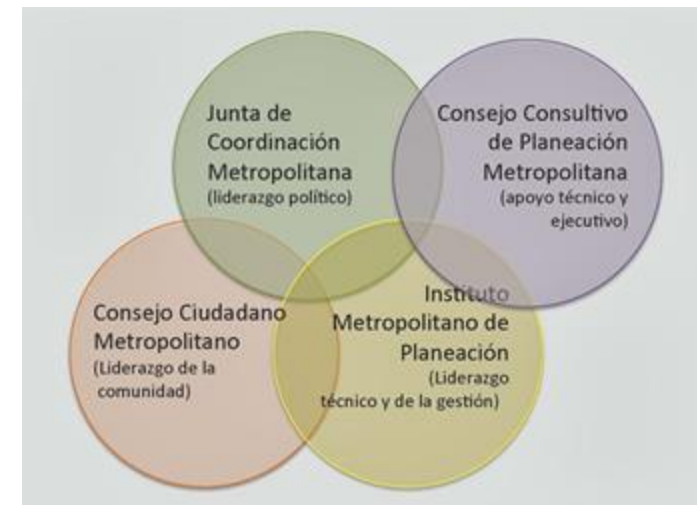 Junta de
Coordinación
Metropolitana
(liderazgo político)
Consejo Consultivo
de Planeación
Metropolitana
(apoyo técnico y
ejecutivo)
Consejo Ciudadano
Metropolitano
(Liderazgo de la
comunidad)
Instituto
Metropolitano de
Planeación
(Liderazgo
técnico y de la gestión)